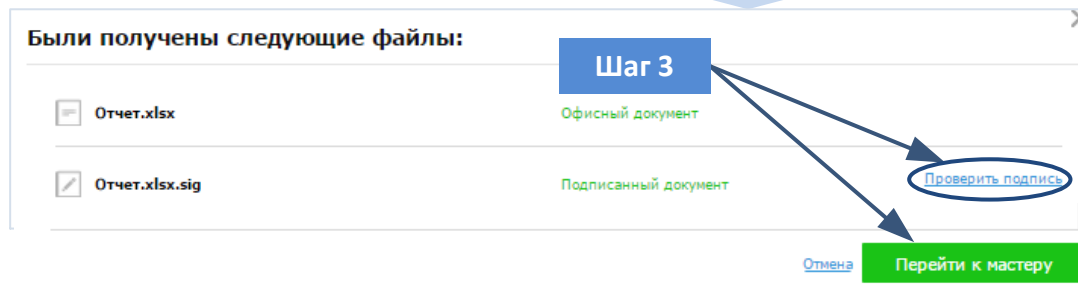 Были получены следующие файлы:
Шаг 3
Отчет.xlsx
Офисный документ
Отчет.xlsx.sig
Подписанный документ
Проверить подпись
Отмена
Перейти к мастеру